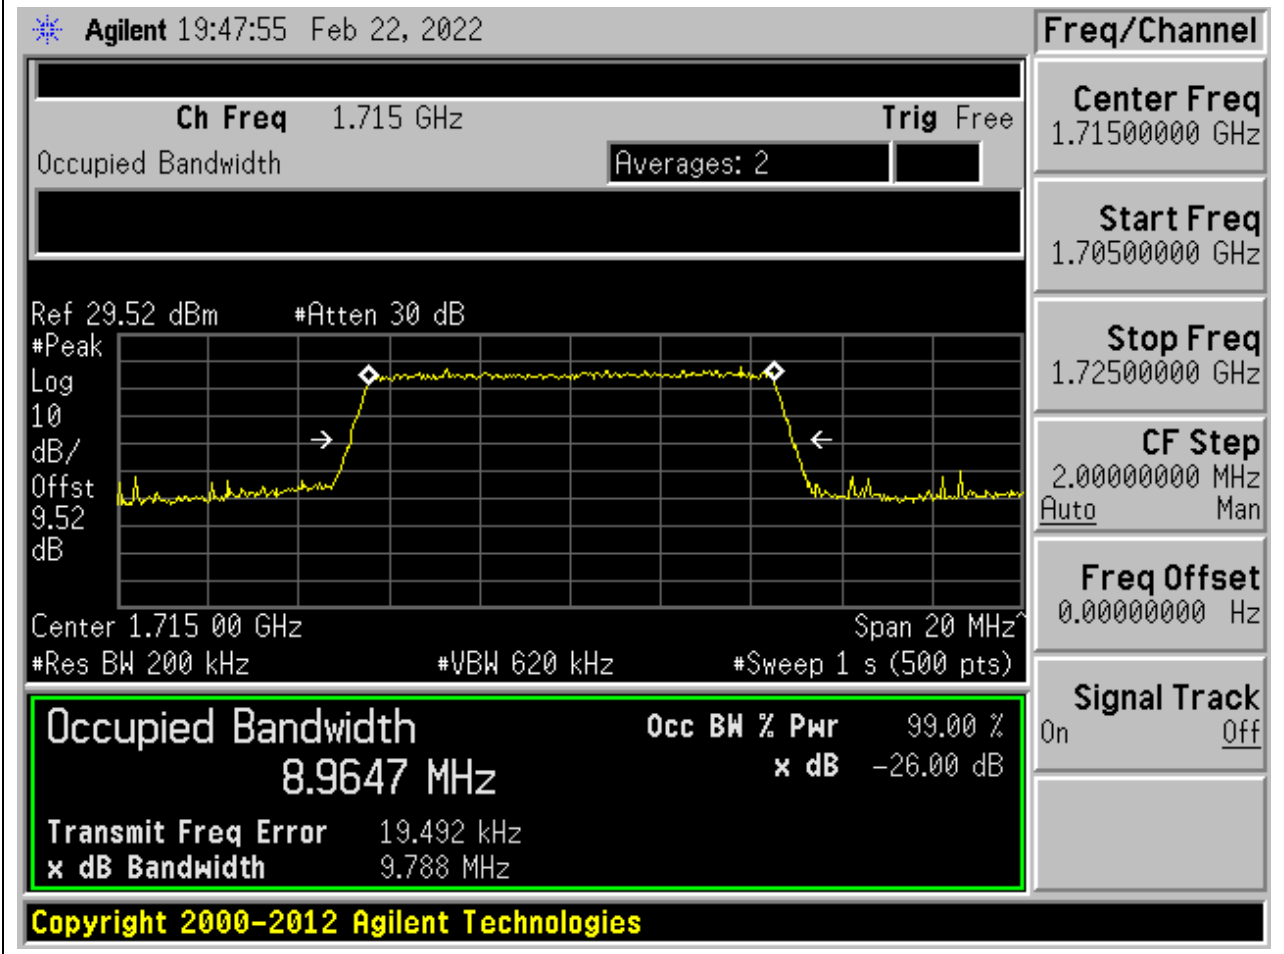 Agilent 19:47:55 Feb 22, 2022
Freq/Channel
Ch Freq 1.715 GHz
Trig Free
Occupied Bandwidth
Averages: 2
Ref 29.52 dBm
#Atten 30 dB
#Peak
Log
10
dB/
Offst
9.52
dB
Center 1.715 00 GHz
Span 20 MHz^
#Res BW 200 kHz
#VBW 620 kHz
#Sweep 1 s (500 pts)
Occupied Bandwidth
8.9647 MHz
Occ BW % Pwr 99.00 %
x dB -26.00 dB
Transmit Freq Error 19.492 kHz
x dB Bandwidth 9.788 MHz
Center Freq
1.71500000 GHz
Start Freq
1.70500000 GHz
Stop Freq
1.72500000 GHz
CF Step
2.00000000 MHz
Auto Man
Freq Offset
0.00000000 Hz
Signal Track
On Off
Copyright 2000-2012 Agilent Technologies